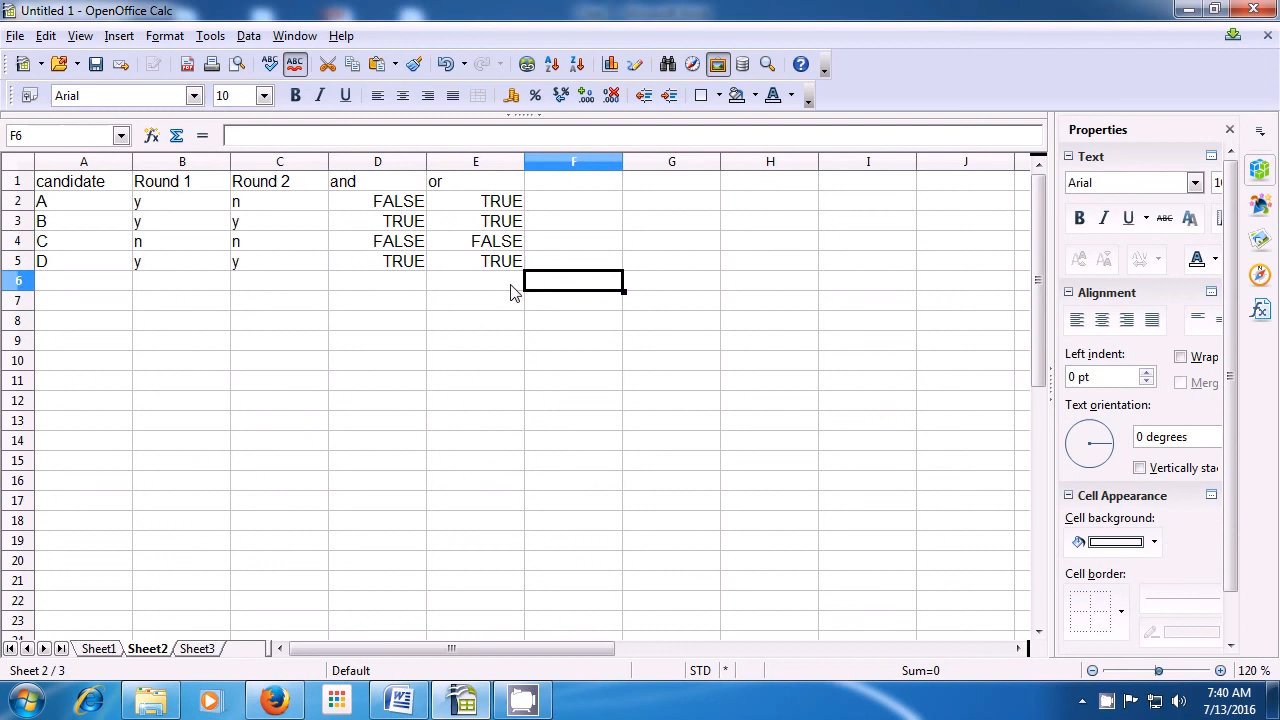 Untitled 1 - OpenOffice Calc
File Edit View Insert Format Tools Data Window Help
Arial 10
F6
Properties
Text
Arial
Alignment
Left indent:
Wrap
0 pt
Merg
Text orientation:
0 degrees
Vertically stac
Cell Appearance
Cell background:
Cell border:
A B C D E F G H I J
1 candidate Round 1 Round 2 and or
2 A y n FALSE TRUE
3 B y y TRUE TRUE
4 C n n FALSE FALSE
5 D y y TRUE TRUE
6
7
8
9
10
11
12
13
14
15
16
17
18
19
20
21
22
23
Sheet1 Sheet2 Sheet3
Sheet 2 / 3 Default STD * Sum=0 120 %
7:40 AM
7/13/2016